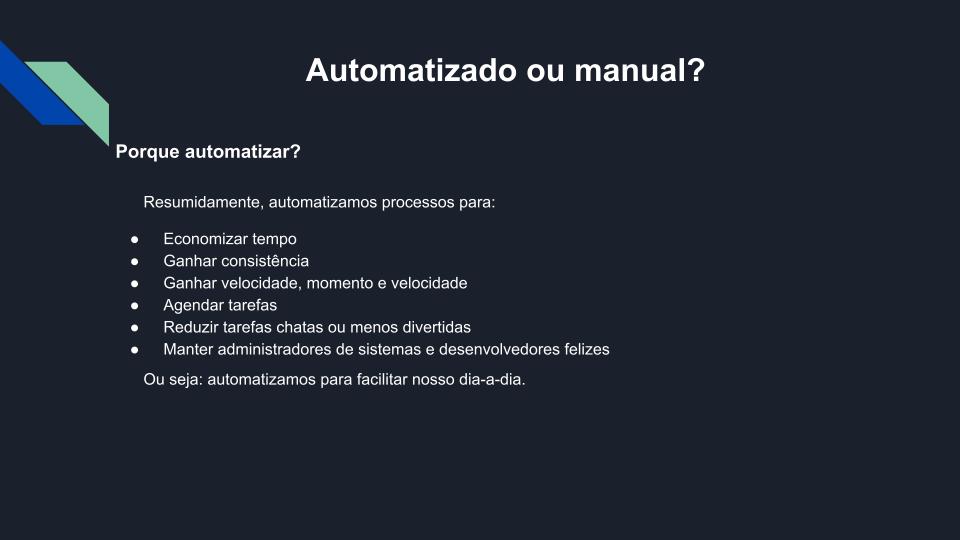 Automatizado ou manual?
Porque automatizar?
Resumidamente, automatizamos processos para:
● Economizar tempo
● Ganhar consistência
● Ganhar velocidade, momento e velocidade
● Agendar tarefas
● Reduzir tarefas chatas ou menos divertidas
● Manter administradores de sistemas e desenvolvedores felizes
Ou seja: automatizamos para facilitar nosso dia-a-dia.